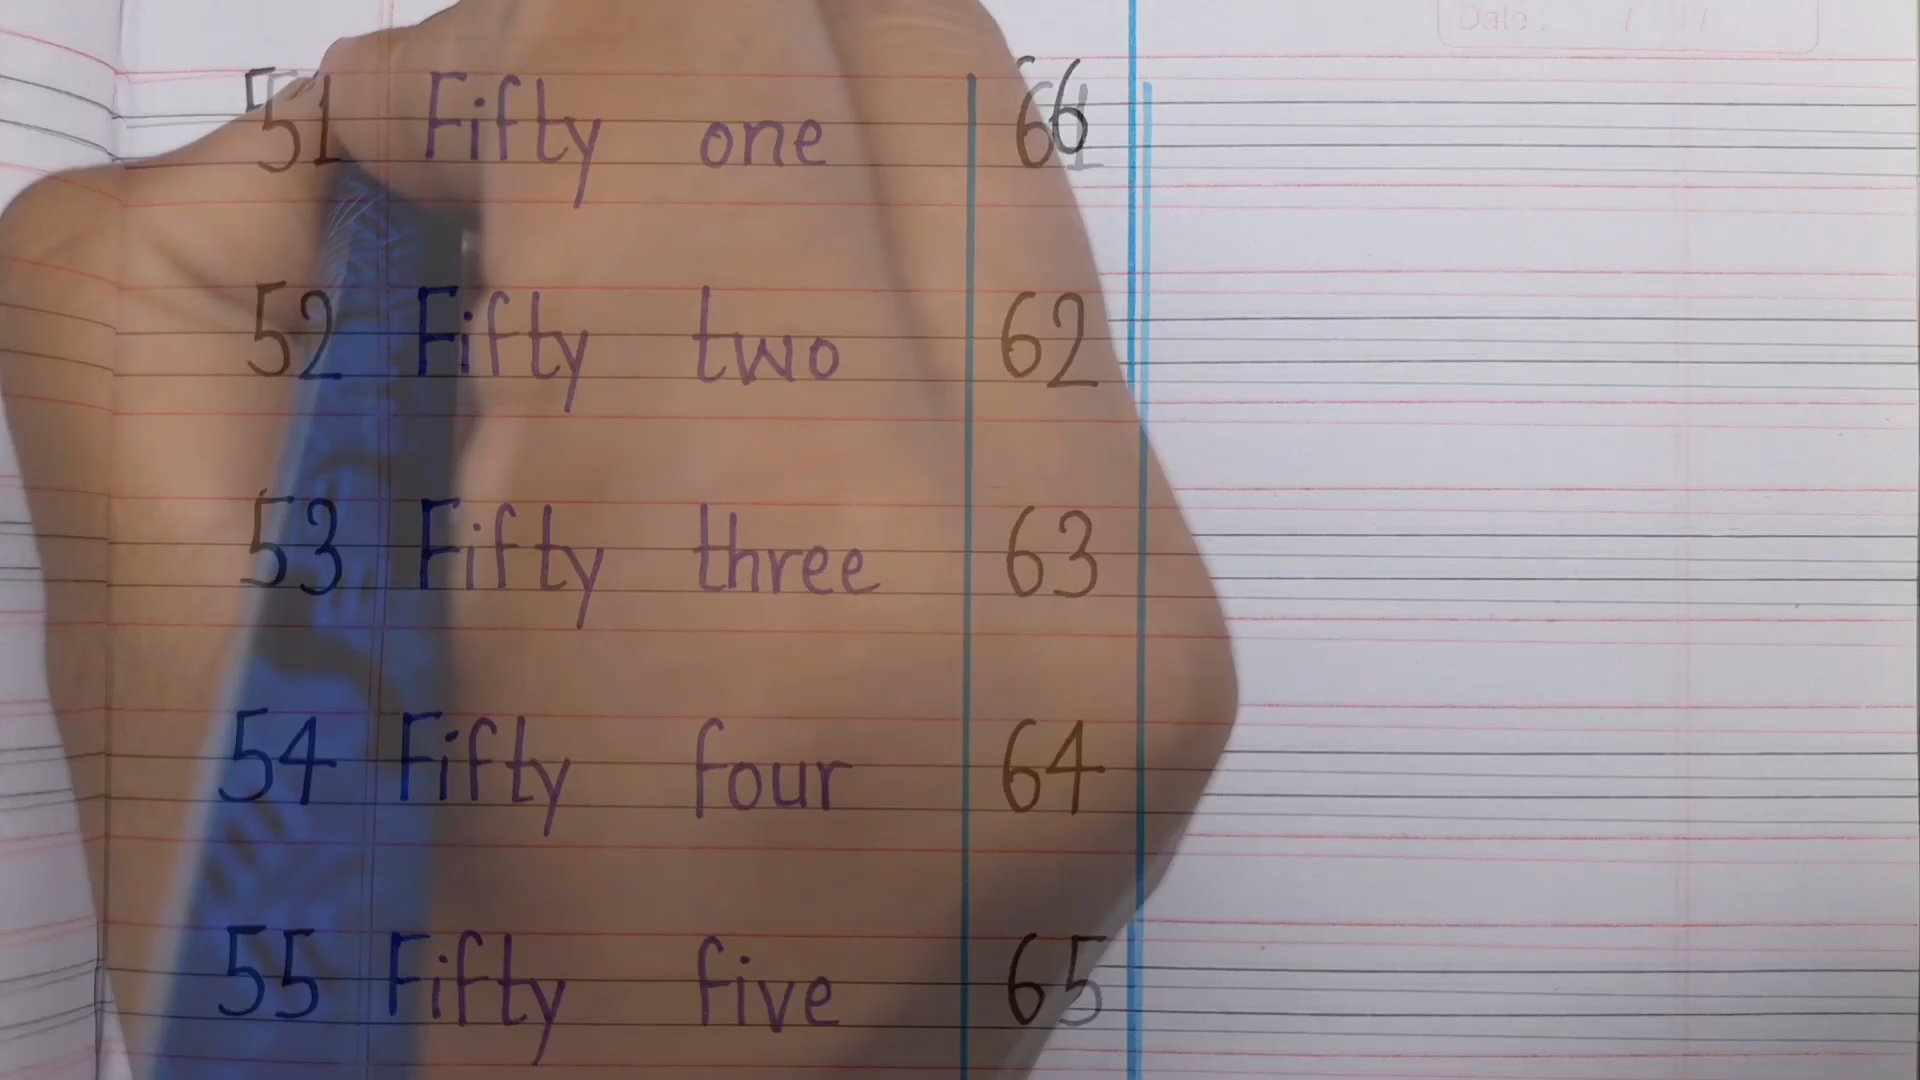 Date : / /
51 Fifty one 61
52 Fifty two 62
53 Fifty three 63
54 Fifty four 64
55 Fifty five 65